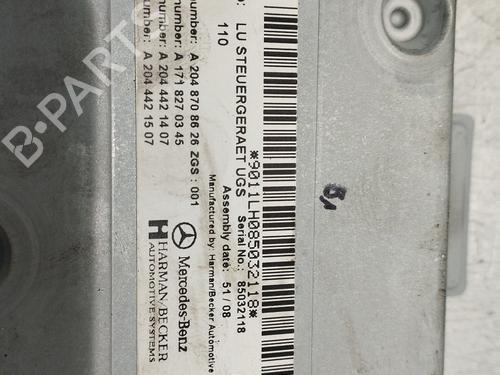 : LU STEUERGERAET UGS
110
number: A 204 870 86 26 ZGS: 001
number: A 171 827 03 45
number: A 204 442 14 07
number: A 204 442 15 07
*9011LH085032118*
Serial No.: 85032118
Assembly date: 51 / 08
Manufactured by: Harman/Becker Automotive
Mercedes-Benz
HARMAN/BECKER
AUTOMOTIVE SYSTEMS
B-PARTS